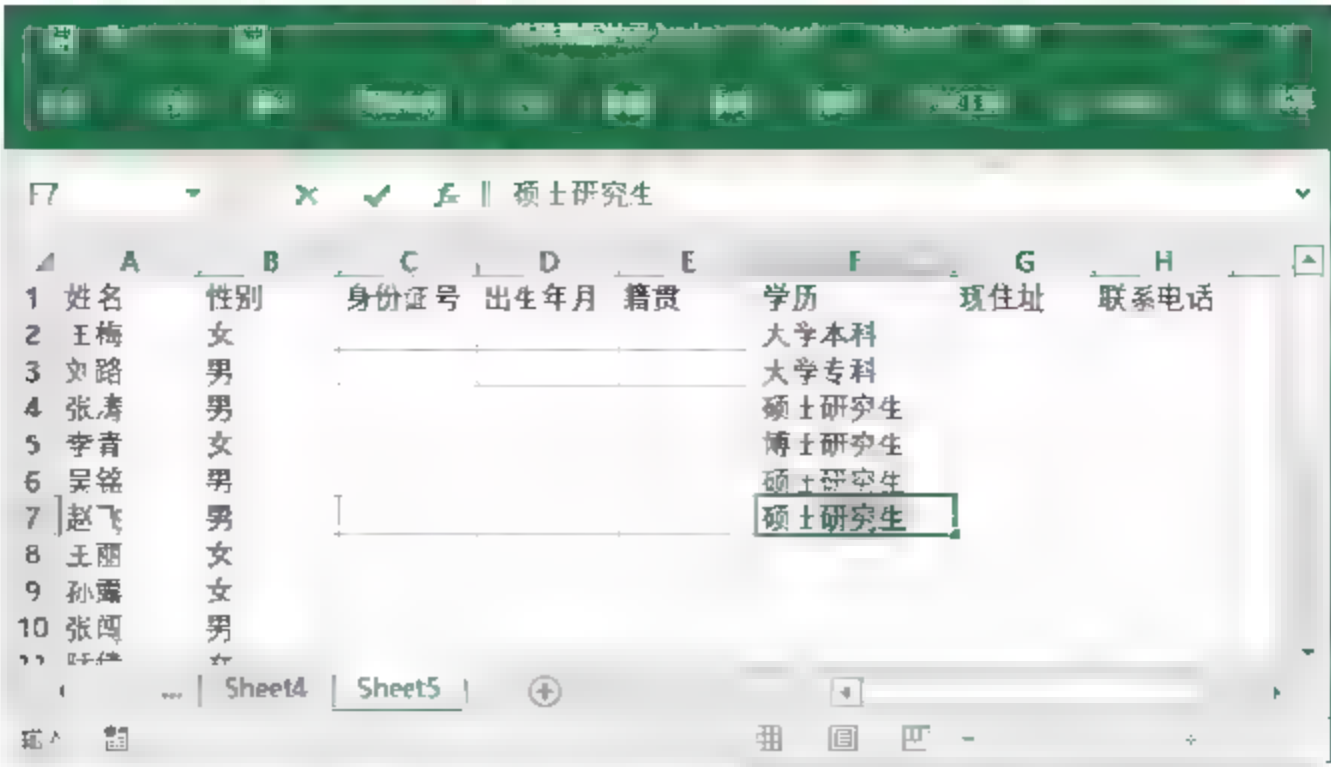 F7 硕士研究生
A B C D E F G H
1 姓名 性别 身份证号 出生年月 籍贯 学历 现住址 联系电话
2 王梅 女 大学本科
3 刘路 男 大学专科
4 张涛 男 硕士研究生
5 李青 女 博士研究生
6 吴铭 男 硕士研究生
7 赵飞 男 硕士研究生
8 王丽 女
9 孙露 女
10 张闯 男
... Sheet4 Sheet5